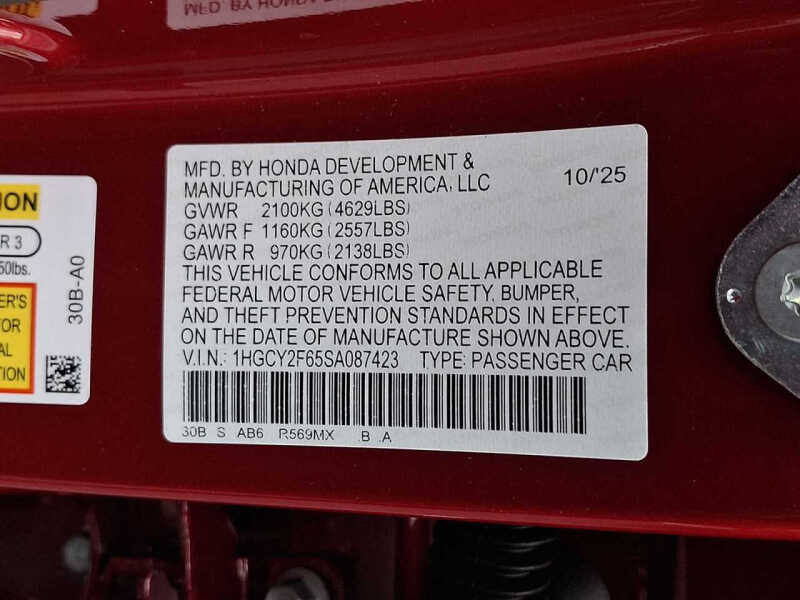 MFD. BY HONDA DEVELOPMENT &
MANUFACTURING OF AMERICA, LLC
10/'25
GVWR 2100KG (4629LBS)
GAWR F 1160KG (2557LBS)
GAWR R 970KG (2138LBS)
THIS VEHICLE CONFORMS TO ALL APPLICABLE
FEDERAL MOTOR VEHICLE SAFETY, BUMPER,
AND THEFT PREVENTION STANDARDS IN EFFECT
ON THE DATE OF MANUFACTURE SHOWN ABOVE.
V.I.N.: 1HGCY2F65SA087423 TYPE: PASSENGER CAR
30B S AB6 R569MX .B .A
R 3
50lbs.
30B-A0